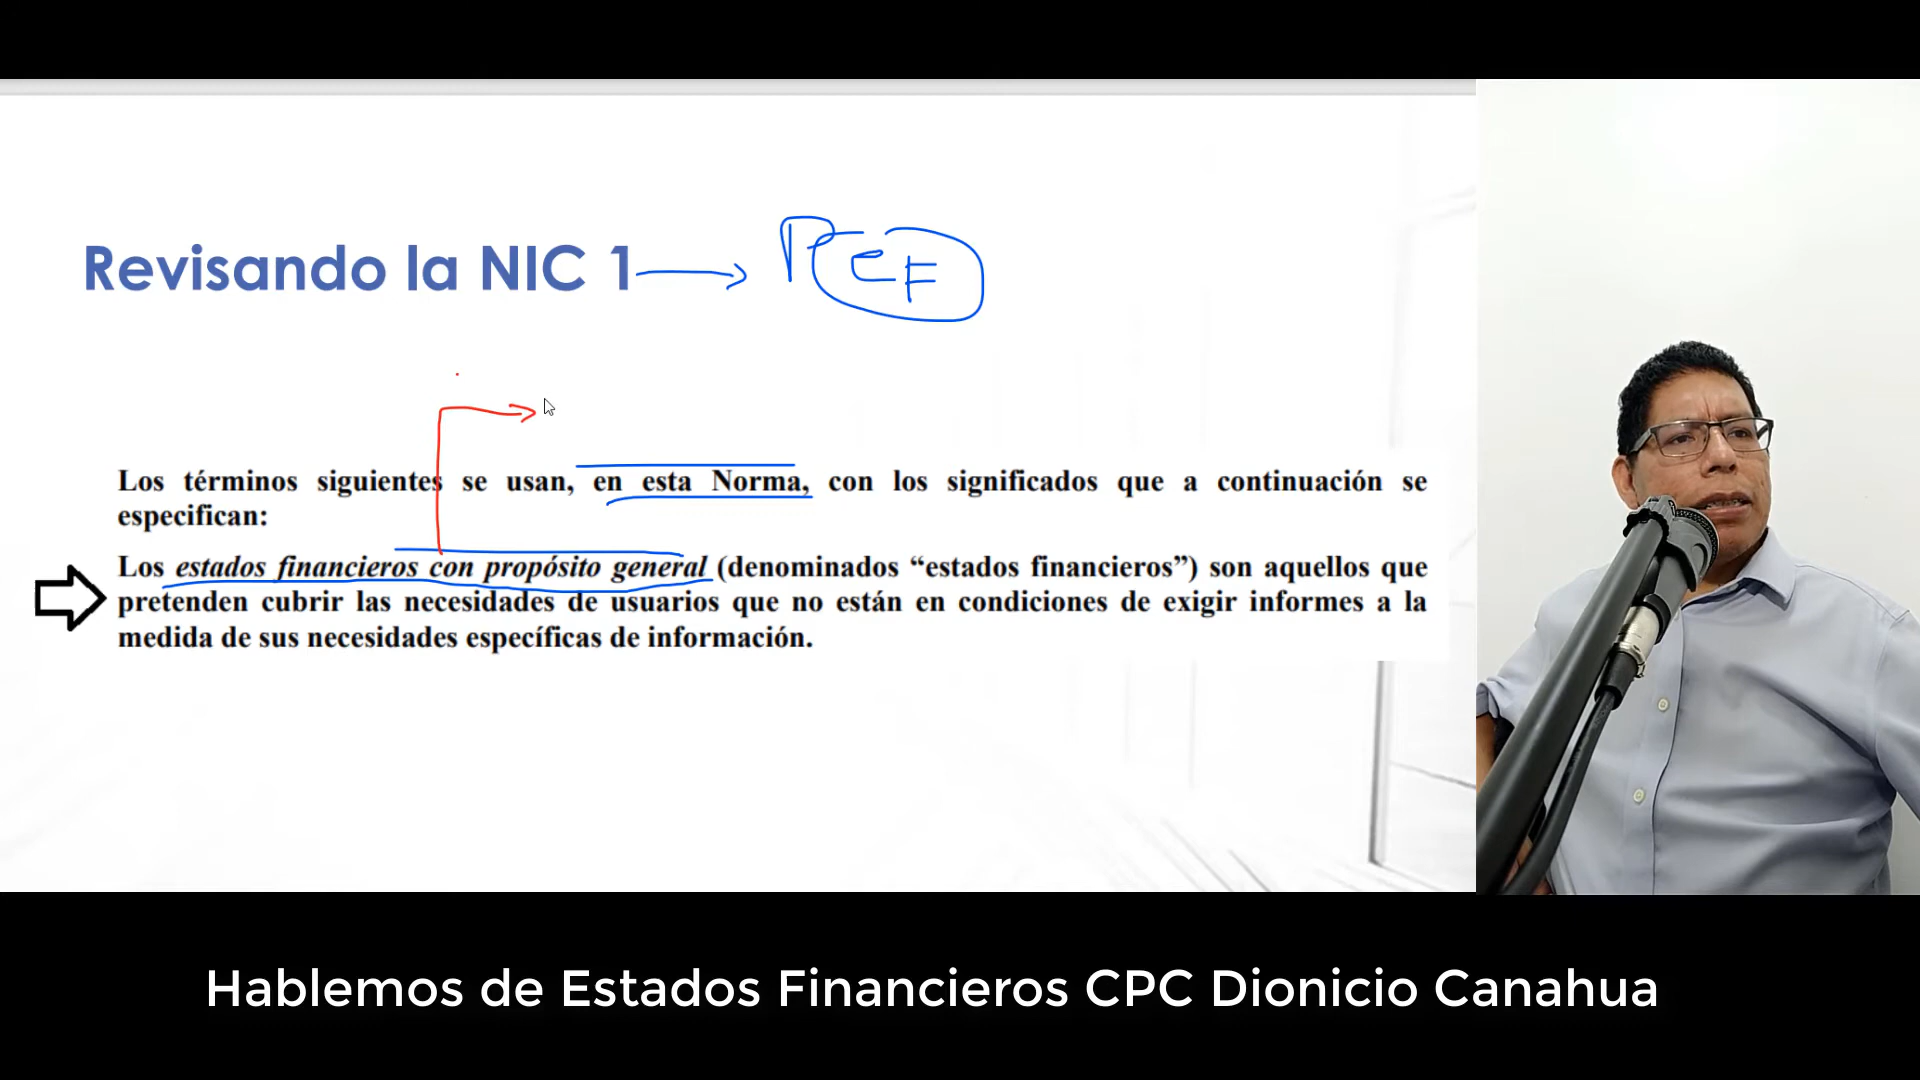 Revisando la NIC 1 PEF
Los términos siguientes se usan, en esta Norma, con los significados que a continuación se
especifican:
Los estados financieros con propósito general (denominados “estados financieros”) son aquellos que
pretenden cubrir las necesidades de usuarios que no están en condiciones de exigir informes a la
medida de sus necesidades específicas de información.
Hablemos de Estados Financieros CPC Dionicio Canahua